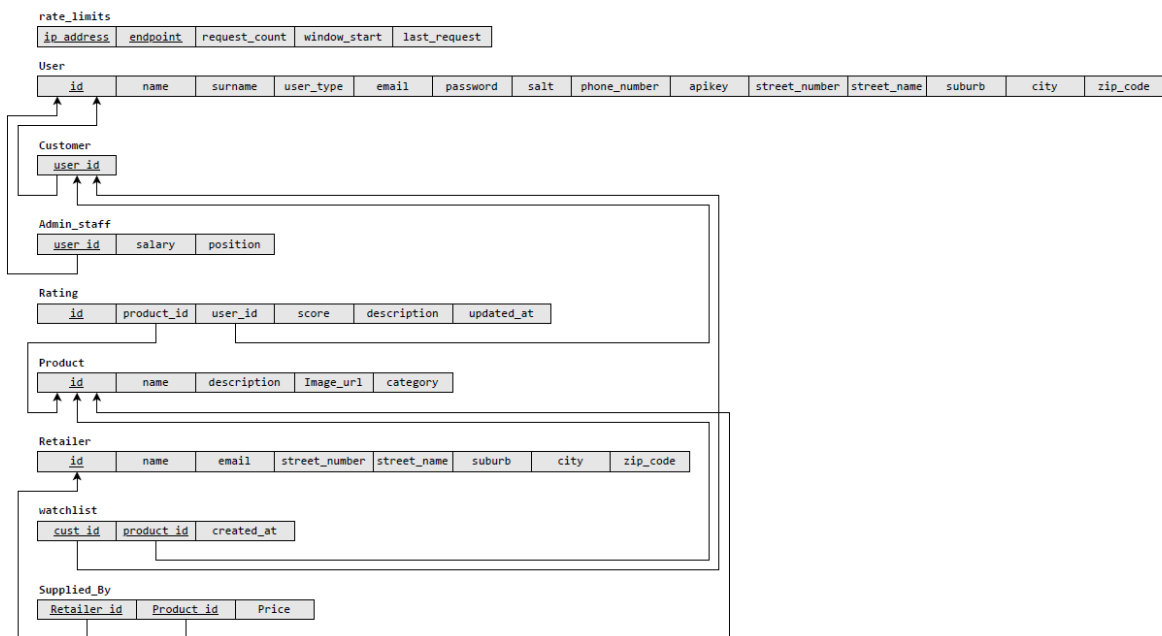 rate_limits
ip_address endpoint request_count window_start last_request
User
id name surname user_type email password salt phone_number apikey street_number street_name suburb city zip_code
Customer
user_id
Admin_staff
user_id salary position
Rating
id product_id user_id score description updated_at
Product
id name description Image_url category
Retailer
id name email street_number street_name suburb city zip_code
watchlist
cust_id product_id created_at
Supplied_By
Retailer_id Product_id Price